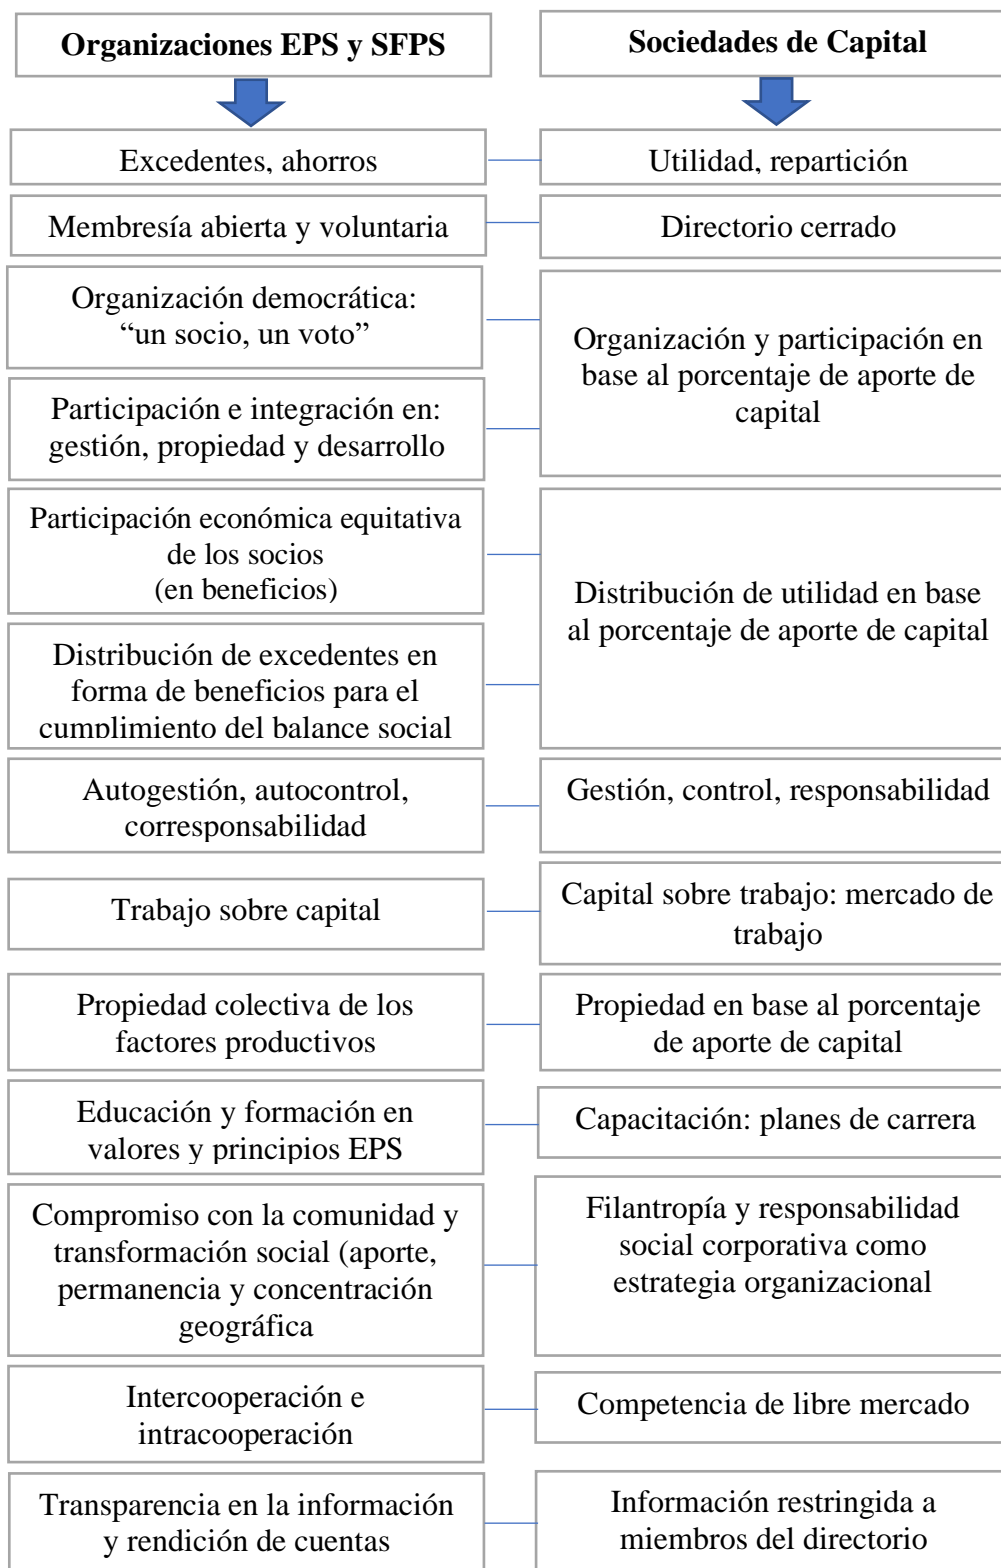 Organizaciones EPS y SFPS
Sociedades de Capital
Excedentes, ahorros
Utilidad, repartición
Membresía abierta y voluntaria
Directorio cerrado
Organización democrática:
“un socio, un voto”
Organización y participación en
base al porcentaje de aporte de
capital
Participación e integración en:
gestión, propiedad y desarrollo
Participación económica equitativa
de los socios
(en beneficios)
Distribución de utilidad en base
al porcentaje de aporte de capital
Distribución de excedentes en
forma de beneficios para el
cumplimiento del balance social
Autogestión, autocontrol,
corresponsabilidad
Gestión, control, responsabilidad
Trabajo sobre capital
Capital sobre trabajo: mercado de
trabajo
Propiedad colectiva de los
factores productivos
Propiedad en base al porcentaje
de aporte de capital
Educación y formación en
valores y principios EPS
Capacitación: planes de carrera
Compromiso con la comunidad y
transformación social (aporte,
permanencia y concentración
geográfica
Filantropía y responsabilidad
social corporativa como
estrategia organizacional
Intercooperación e
intracooperación
Competencia de libre mercado
Transparencia en la información
y rendición de cuentas
Información restringida a
miembros del directorio